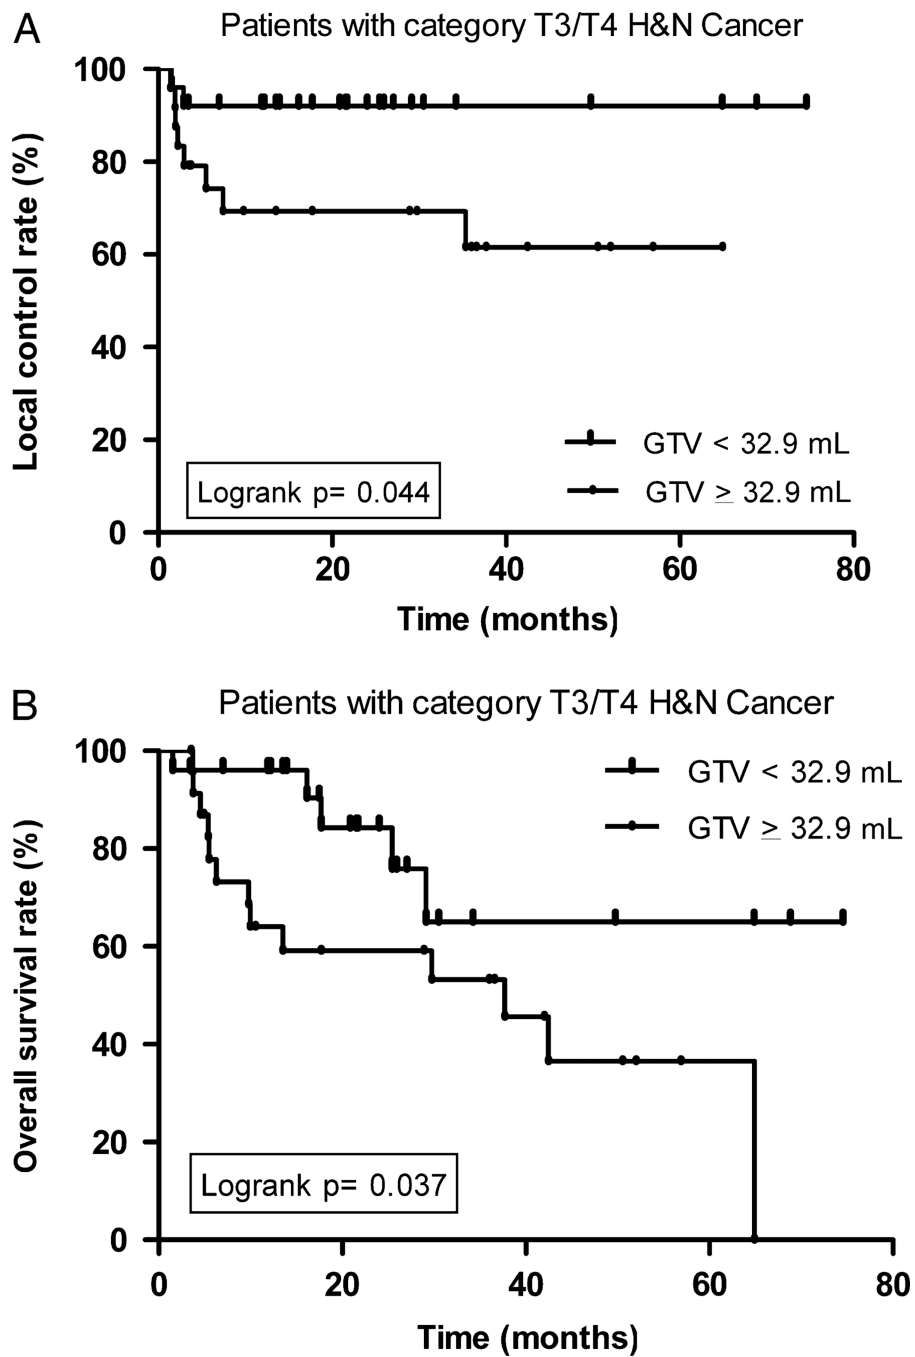 A
Patients with category T3/T4 H&N Cancer
Local control rate (%)
100
80
60
40
20
0
GTV < 32.9 mL
GTV ≥ 32.9 mL
Logrank p= 0.044
0 20 40 60 80
Time (months)
B
Patients with category T3/T4 H&N Cancer
Overall survival rate (%)
100
80
60
40
20
0
GTV < 32.9 mL
GTV ≥ 32.9 mL
Logrank p= 0.037
0 20 40 60 80
Time (months)